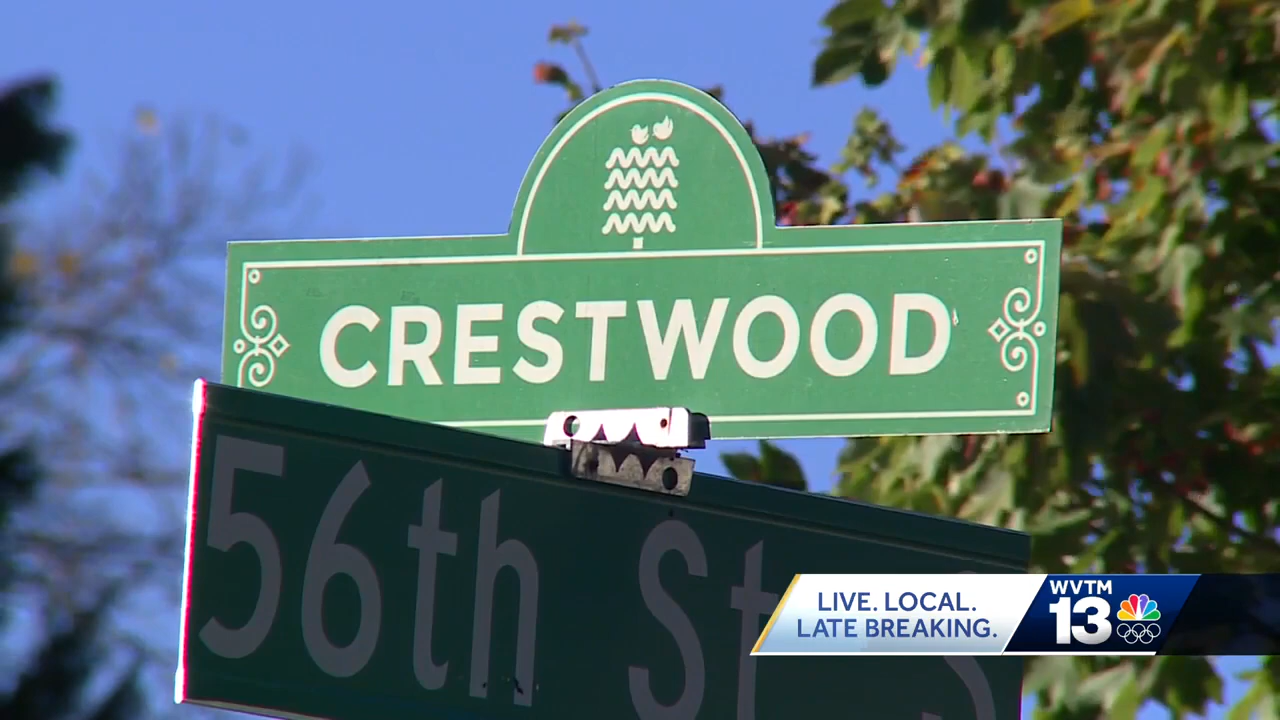 CRESTWOOD
56th St S
LIVE. LOCAL.
LATE BREAKING.
WVTM
13